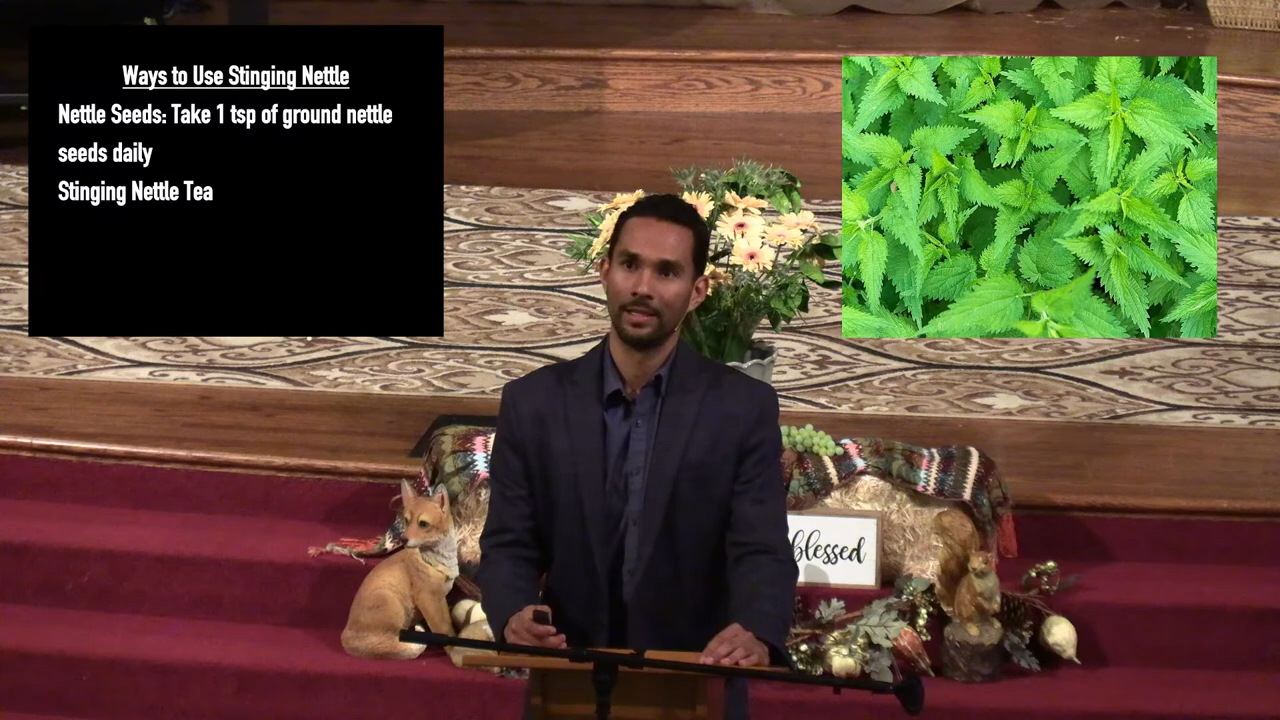 Ways to Use Stinging Nettle
Nettle Seeds: Take 1 tsp of ground nettle
seeds daily
Stinging Nettle Tea
blessed